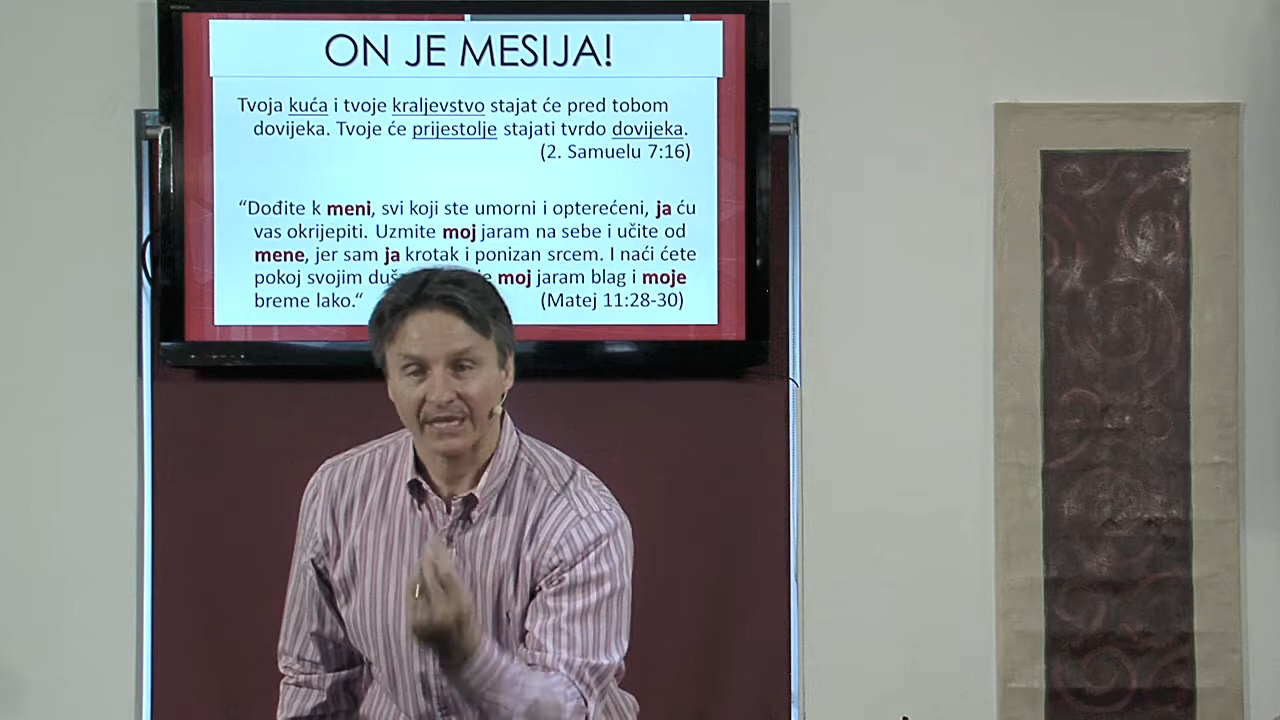 ON JE MESIJA!
Tvoja kuća i tvoje kraljevstvo stajat će pred tobom
dovijeka. Tvoje će prijestolje stajati tvrdo dovijeka.
(2. Samuelu 7:16)
“Dođite k meni, svi koji ste umorni i opterećeni, ja ću
vas okrijepiti. Uzmite moj jaram na sebe i učite od
mene, jer sam ja krotak i ponizan srcem. I naći ćete
pokoj svojim moj jaram blag i moje
breme lako.“ (Matej 11:28-30)